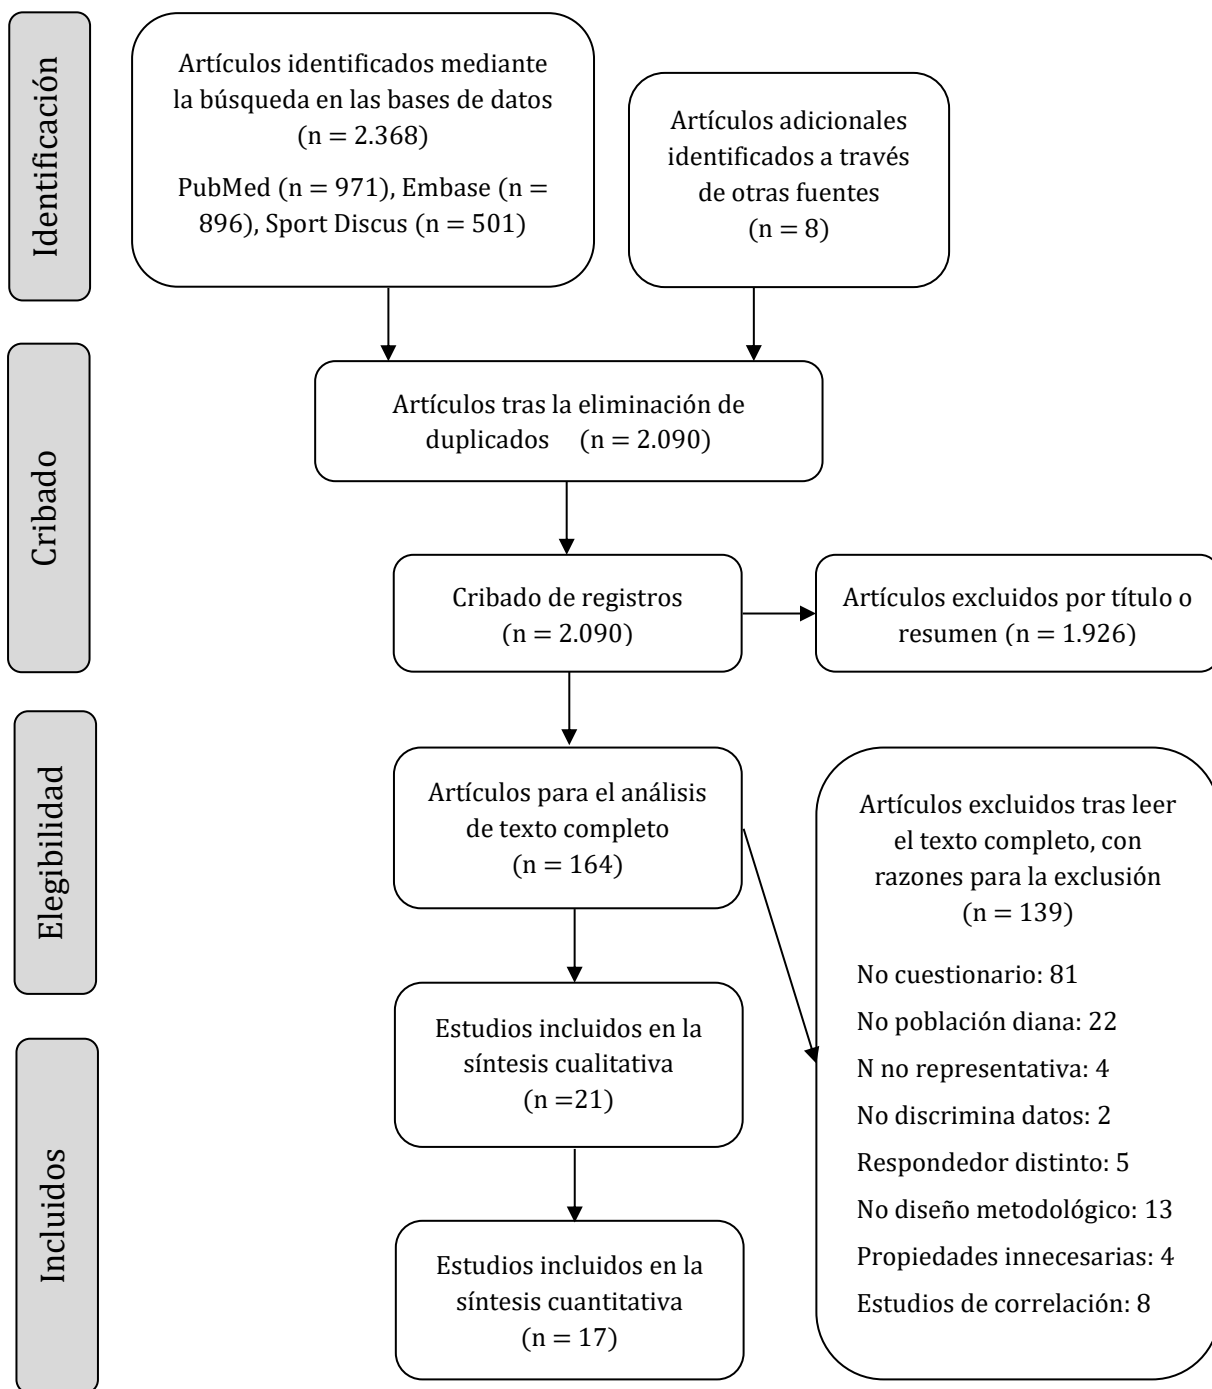 Identificación
Artículos identificados mediante
la búsqueda en las bases de datos
(n = 2.368)
PubMed (n = 971), Embase (n =
896), Sport Discus (n = 501)
Artículos adicionales
identificados a través
de otras fuentes
(n = 8)
Cribado
Artículos tras la eliminación de
duplicados (n = 2.090)
Cribado de registros
(n = 2.090)
Artículos excluidos por título o
resumen (n = 1.926)
Elegibilidad
Artículos para el análisis
de texto completo
(n = 164)
Artículos excluidos tras leer
el texto completo, con
razones para la exclusión
(n = 139)
No cuestionario: 81
No población diana: 22
N no representativa: 4
No discrimina datos: 2
Respondedor distinto: 5
No diseño metodológico: 13
Propiedades innecesarias: 4
Estudios de correlación: 8
Incluidos
Estudios incluidos en la
síntesis cualitativa
(n =21)
Estudios incluidos en la
síntesis cuantitativa
(n = 17)